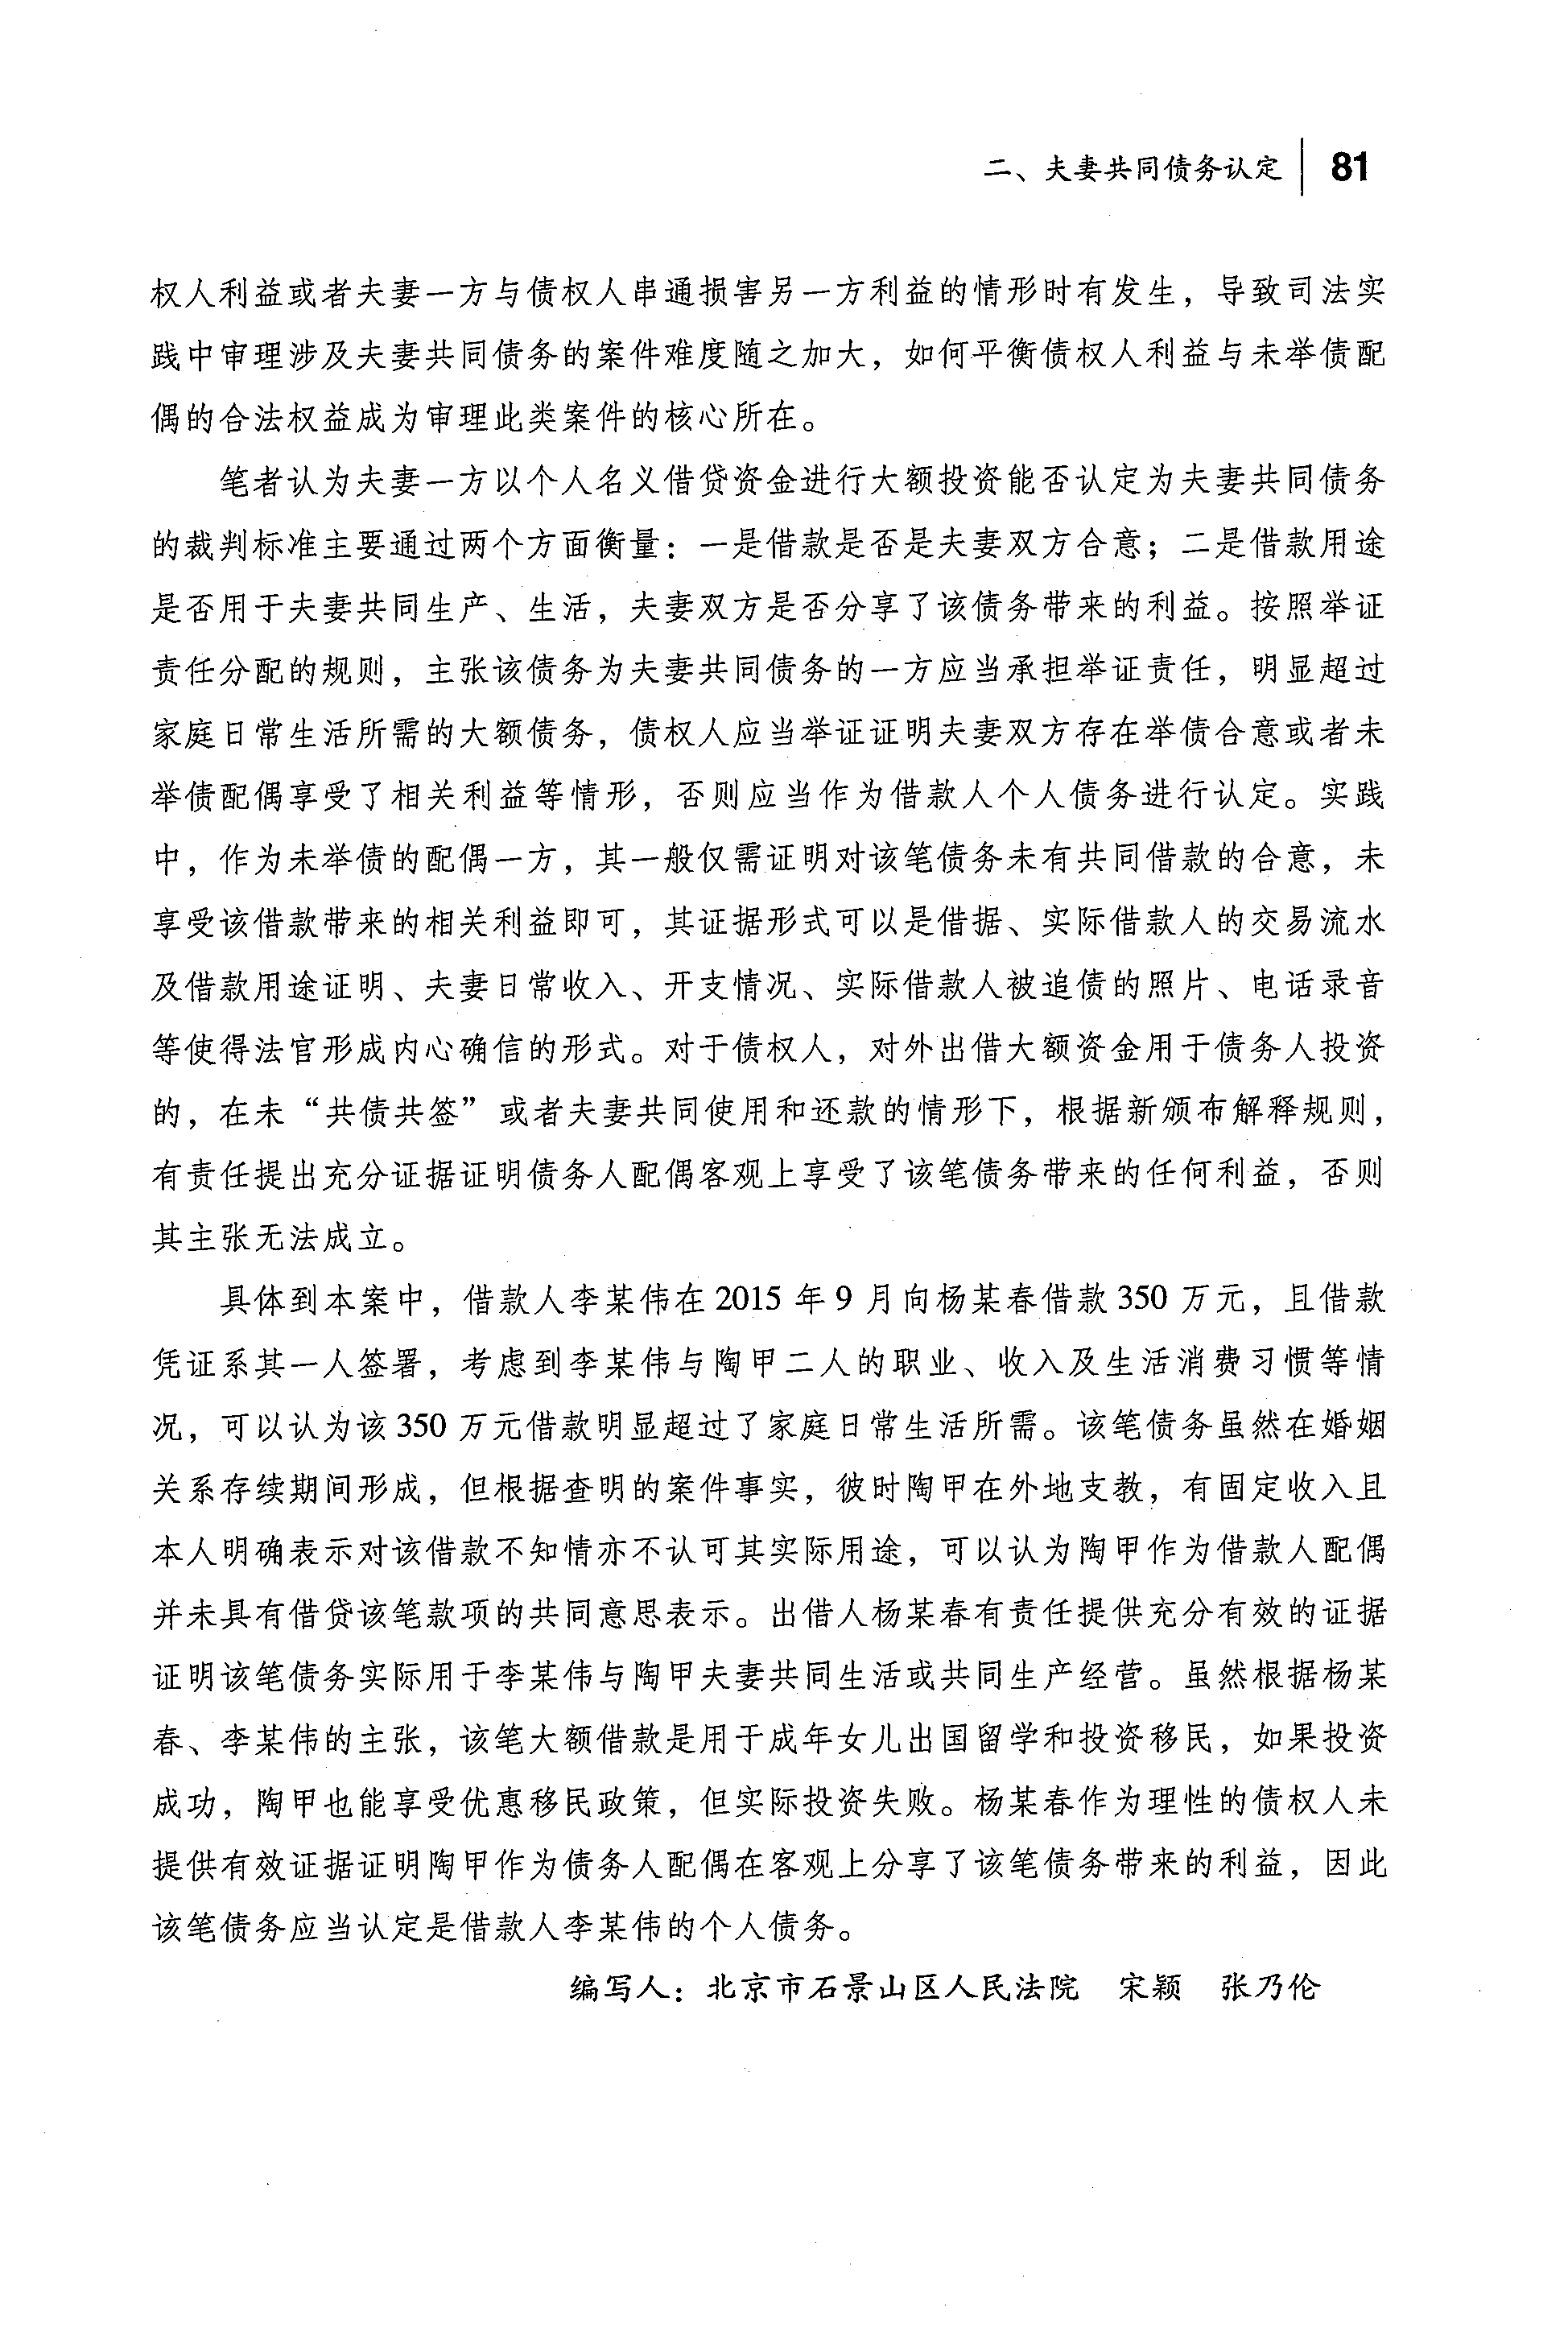 二、夫妻共同债务认定 81
权人利益或者夫妻一方与债权人串通损害另一方利益的情形时有发生，导致司法实
践中审理涉及夫妻共同债务的案件难度随之加大，如何平衡债权人利益与未举债配
偶的合法权益成为审理此类案件的核心所在。
笔者认为夫妻一方以个人名义借贷资金进行大额投资能否认定为夫妻共同债务
的裁判标准主要通过两个方面衡量：一是借款是否是夫妻双方合意；二是借款用途
是否用于夫妻共同生产、生活，夫妻双方是否分享了该债务带来的利益。按照举证
责任分配的规则，主张该债务为夫妻共同债务的一方应当承担举证责任，明显超过
家庭日常生活所需的大额债务，债权人应当举证证明夫妻双方存在举债合意或者未
举债配偶享受了相关利益等情形，否则应当作为借款人个人债务进行认定。实践
中，作为未举债的配偶一方，其一般仅需证明对该笔债务未有共同借款的合意，未
享受该借款带来的相关利益即可，其证据形式可以是借据、实际借款人的交易流水
及借款用途证明、夫妻日常收入、开支情况、实际借款人被追债的照片、电话录音
等使得法官形成内心确信的形式。对于债权人，对外出借大额资金用于债务人投资
的，在未“共债共签”或者夫妻共同使用和还款的情形下，根据新颁布解释规则，
有责任提出充分证据证明债务人配偶客观上享受了该笔债务带来的任何利益，否则
其主张无法成立。
具体到本案中，借款人李某伟在 2015 年 9 月向杨某春借款 350 万元，且借款
凭证系其一人签署，考虑到李某伟与陶甲二人的职业、收入及生活消费习惯等情
况，可以认为该 350 万元借款明显超过了家庭日常生活所需。该笔债务虽然在婚姻
关系存续期间形成，但根据查明的案件事实，彼时陶甲在外地支教，有固定收入且
本人明确表示对该借款不知情亦不认可其实际用途，可以认为陶甲作为借款人配偶
并未具有借贷该笔款项的共同意思表示。出借人杨某春有责任提供充分有效的证据
证明该笔债务实际用于李某伟与陶甲夫妻共同生活或共同生产经营。虽然根据杨某
春、李某伟的主张，该笔大额借款是用于成年女儿出国留学和投资移民，如果投资
成功，陶甲也能享受优惠移民政策，但实际投资失败。杨某春作为理性的债权人未
提供有效证据证明陶甲作为债务人配偶在客观上分享了该笔债务带来的利益，因此
该笔债务应当认定是借款人李某伟的个人债务。
编写人：北京市石景山区人民法院 宋颖 张乃伦